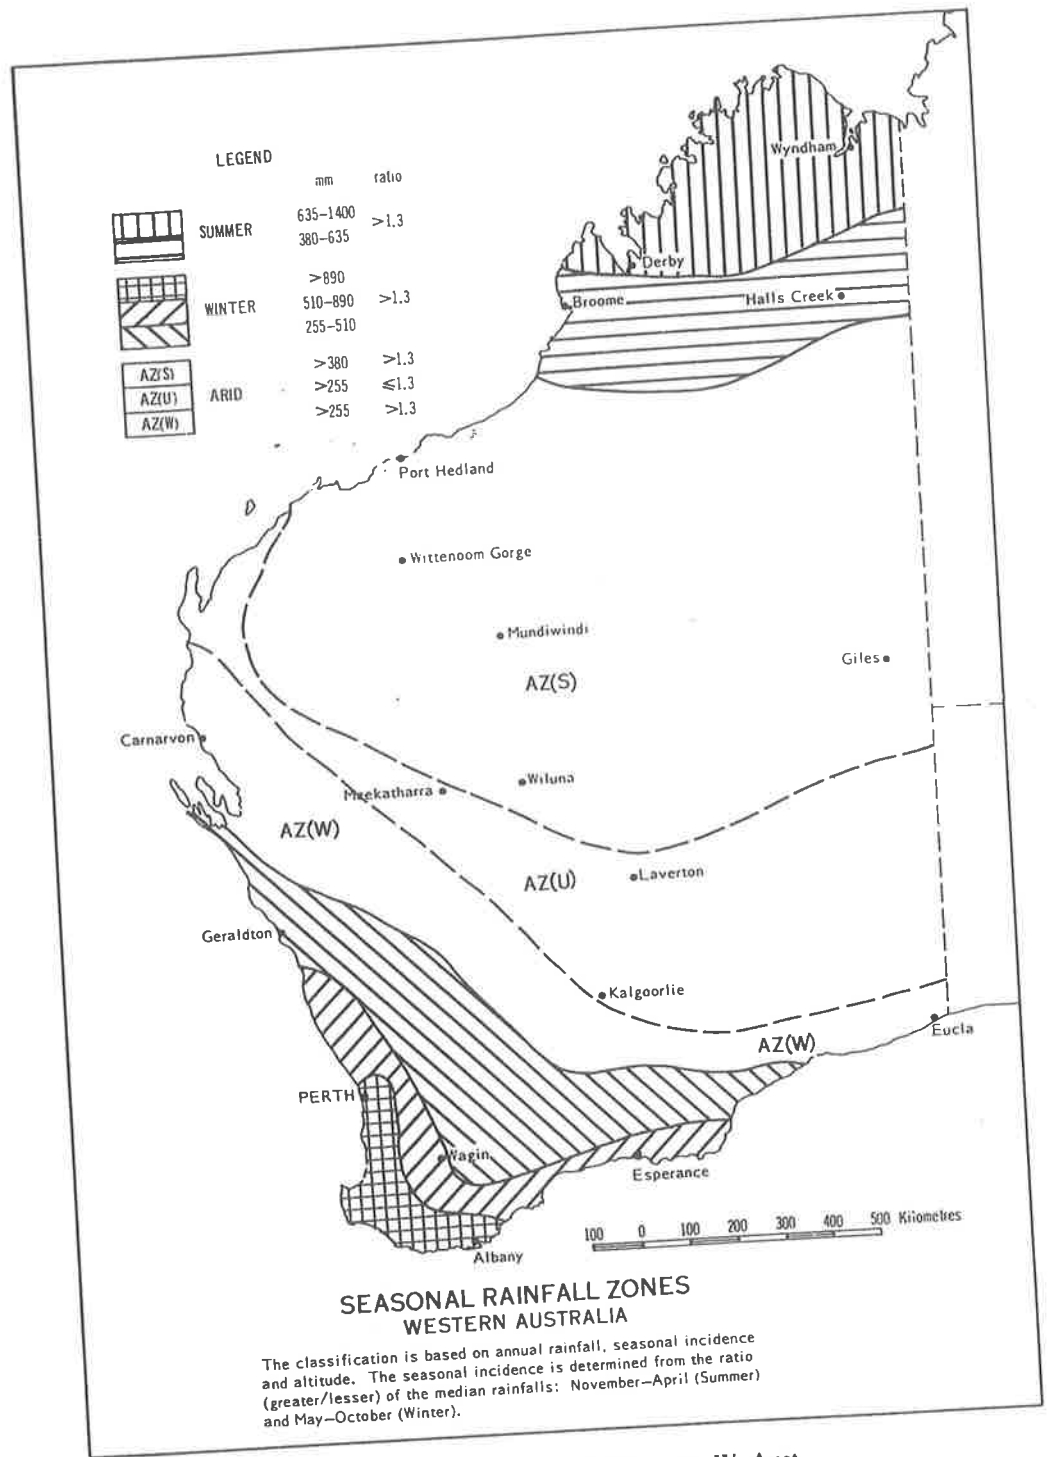 LEGEND
mm ratio
SUMMER 635-1400 >1.3
380-635
WINTER >890
510-890 >1.3
255-510
AZ(S) ARID >380 >1.3
AZ(U) >255 ⩽1.3
AZ(W) >255 >1.3
Wyndham
Derby
Broome
Halls Creek
Port Hedland
Wittenoom Gorge
Mundiwindi
Giles
AZ(S)
Carnarvon
Wiluna
Meekatharra
AZ(W)
AZ(U)
Laverton
Geraldton
Kalgoorlie
Eucla
AZ(W)
PERTH
Wagin
Esperance
Albany
100 0 100 200 300 400 500 Kilometres
SEASONAL RAINFALL ZONES
WESTERN AUSTRALIA
The classification is based on annual rainfall, seasonal incidence
and altitude. The seasonal incidence is determined from the ratio
(greater/lesser) of the median rainfalls: November—April (Summer)
and May—October (Winter).